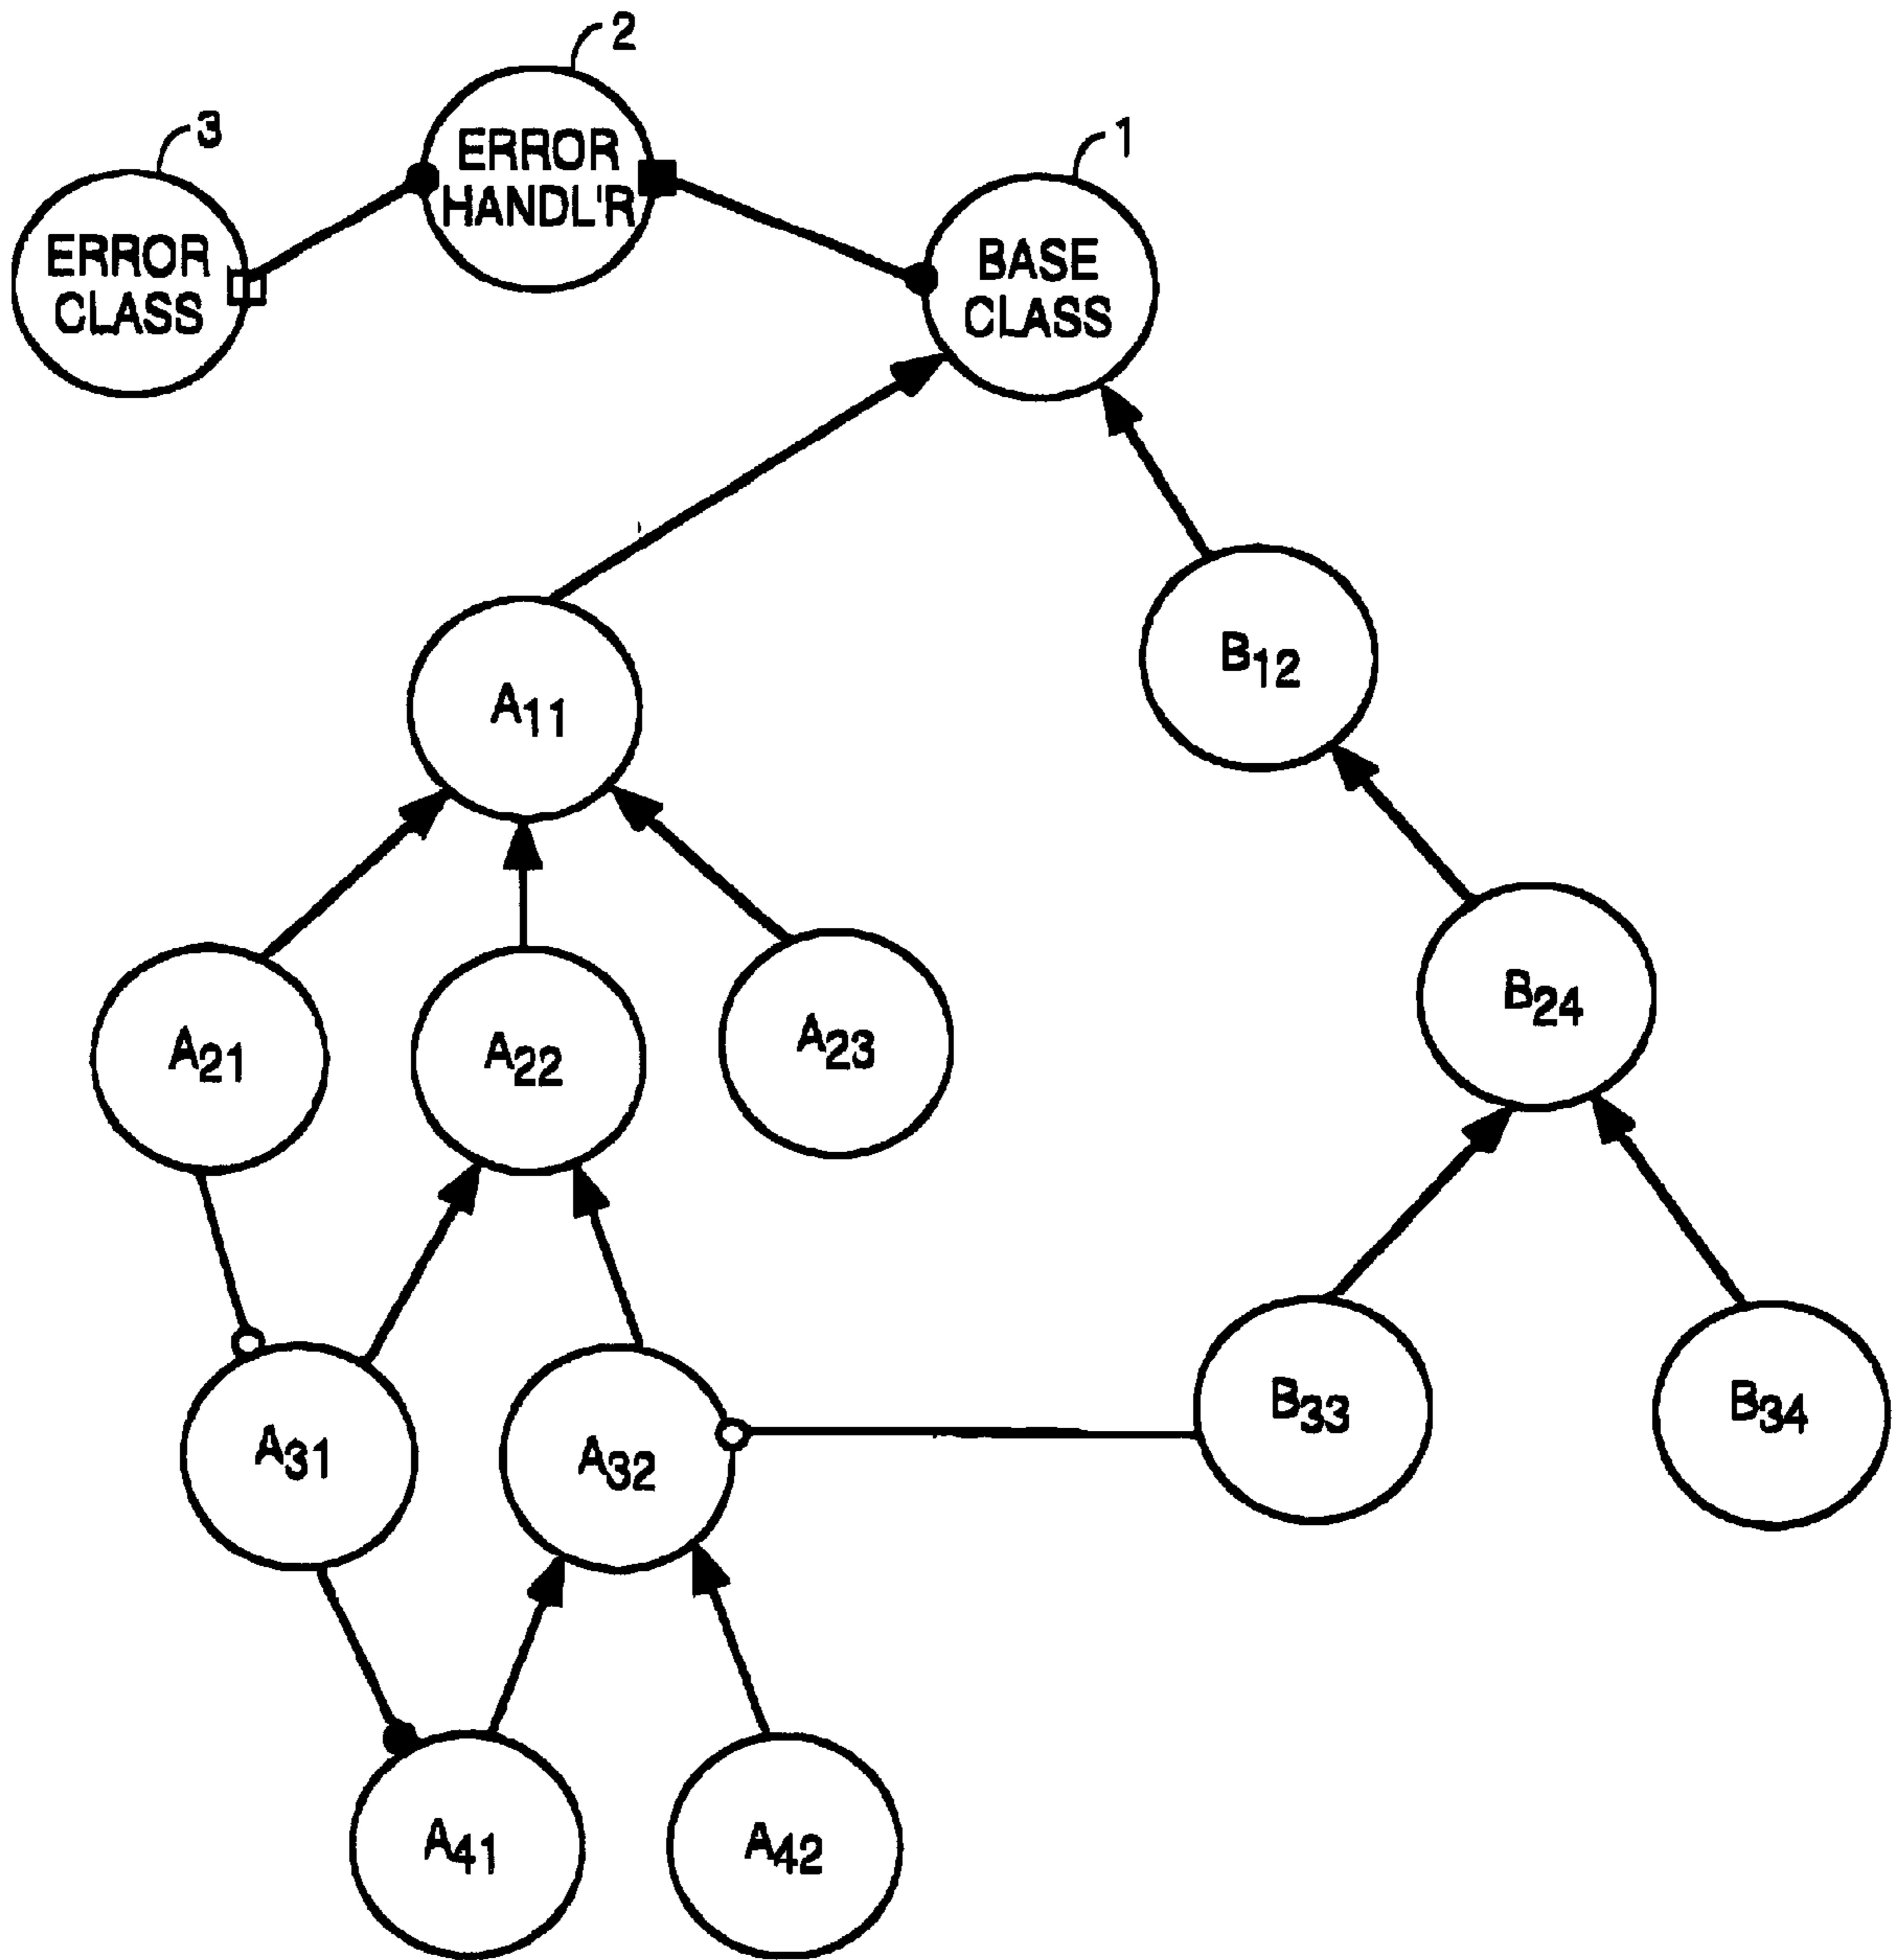 2
3
1
ERROR
HANDL'R
ERROR
CLASS
BASE
CLASS
A11
B12
A21
A22
A23
B24
A31
A32
B33
B34
A41
A42